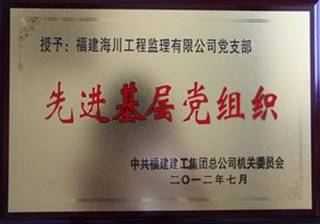 授予：福建海川工程监理有限公司党支部
先进基层党组织
中共福建建工集团总公司机关委员会
二〇一二年七月